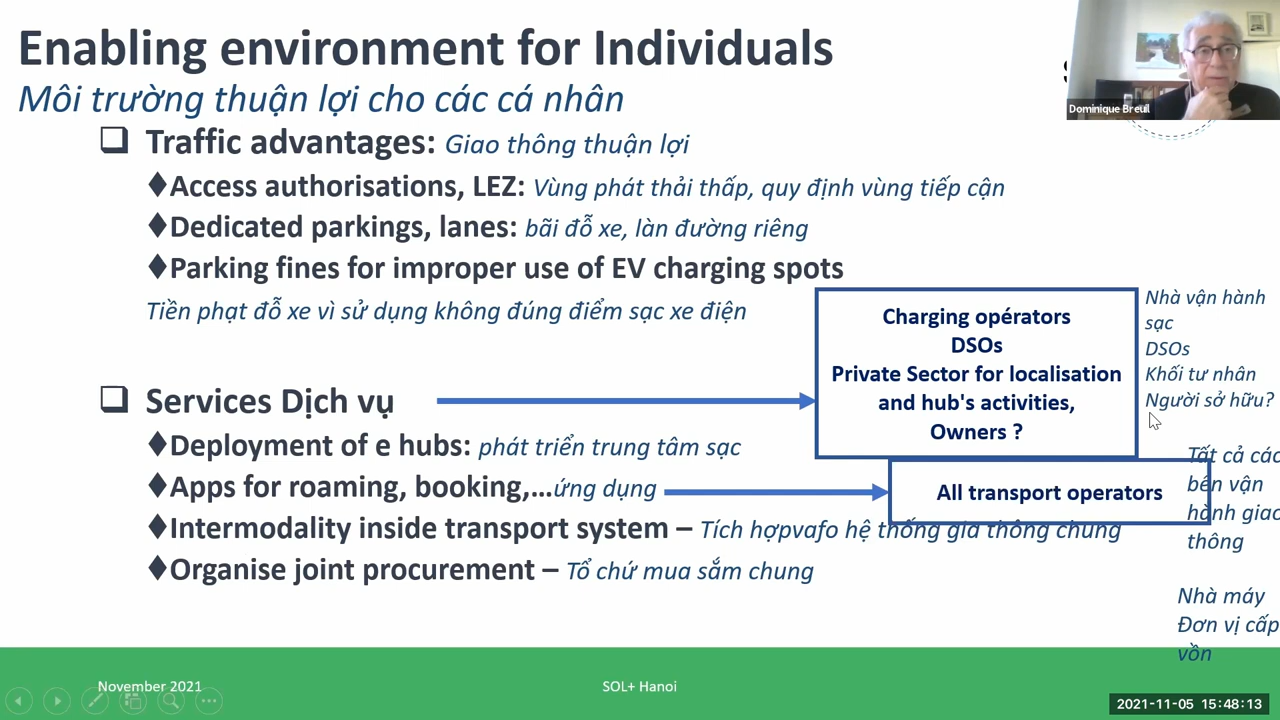 Enabling environment for Individuals
Môi trường thuận lợi cho các cá nhân
Dominique Breuil
Traffic advantages: Giao thông thuận lợi
Access authorisations, LEZ: Vùng phát thải thấp, quy định vùng tiếp cận
Dedicated parkings, lanes: bãi đỗ xe, làn đường riêng
Parking fines for improper use of EV charging spots
Tiền phạt đỗ xe vì sử dụng không đúng điểm sạc xe điện
Charging opérators
DSOs
Private Sector for localisation
and hub's activities,
Owners ?
Nhà vận hành
sạc
DSOs
Khối tư nhân
Người sở hữu?
Services Dịch vụ
Deployment of e hubs: phát triển trung tâm sạc
Apps for roaming, booking,...ứng dụng
All transport operators
Tất cả các
bên vận
hành giao
thông
Intermodality inside transport system – Tích hợpvafo hệ thống gia thông chung
Organise joint procurement – Tổ chứ mua sắm chung
Nhà máy
Đơn vị cấp
vồn
November 2021
SOL+ Hanoi
2021-11-05 15:48:13